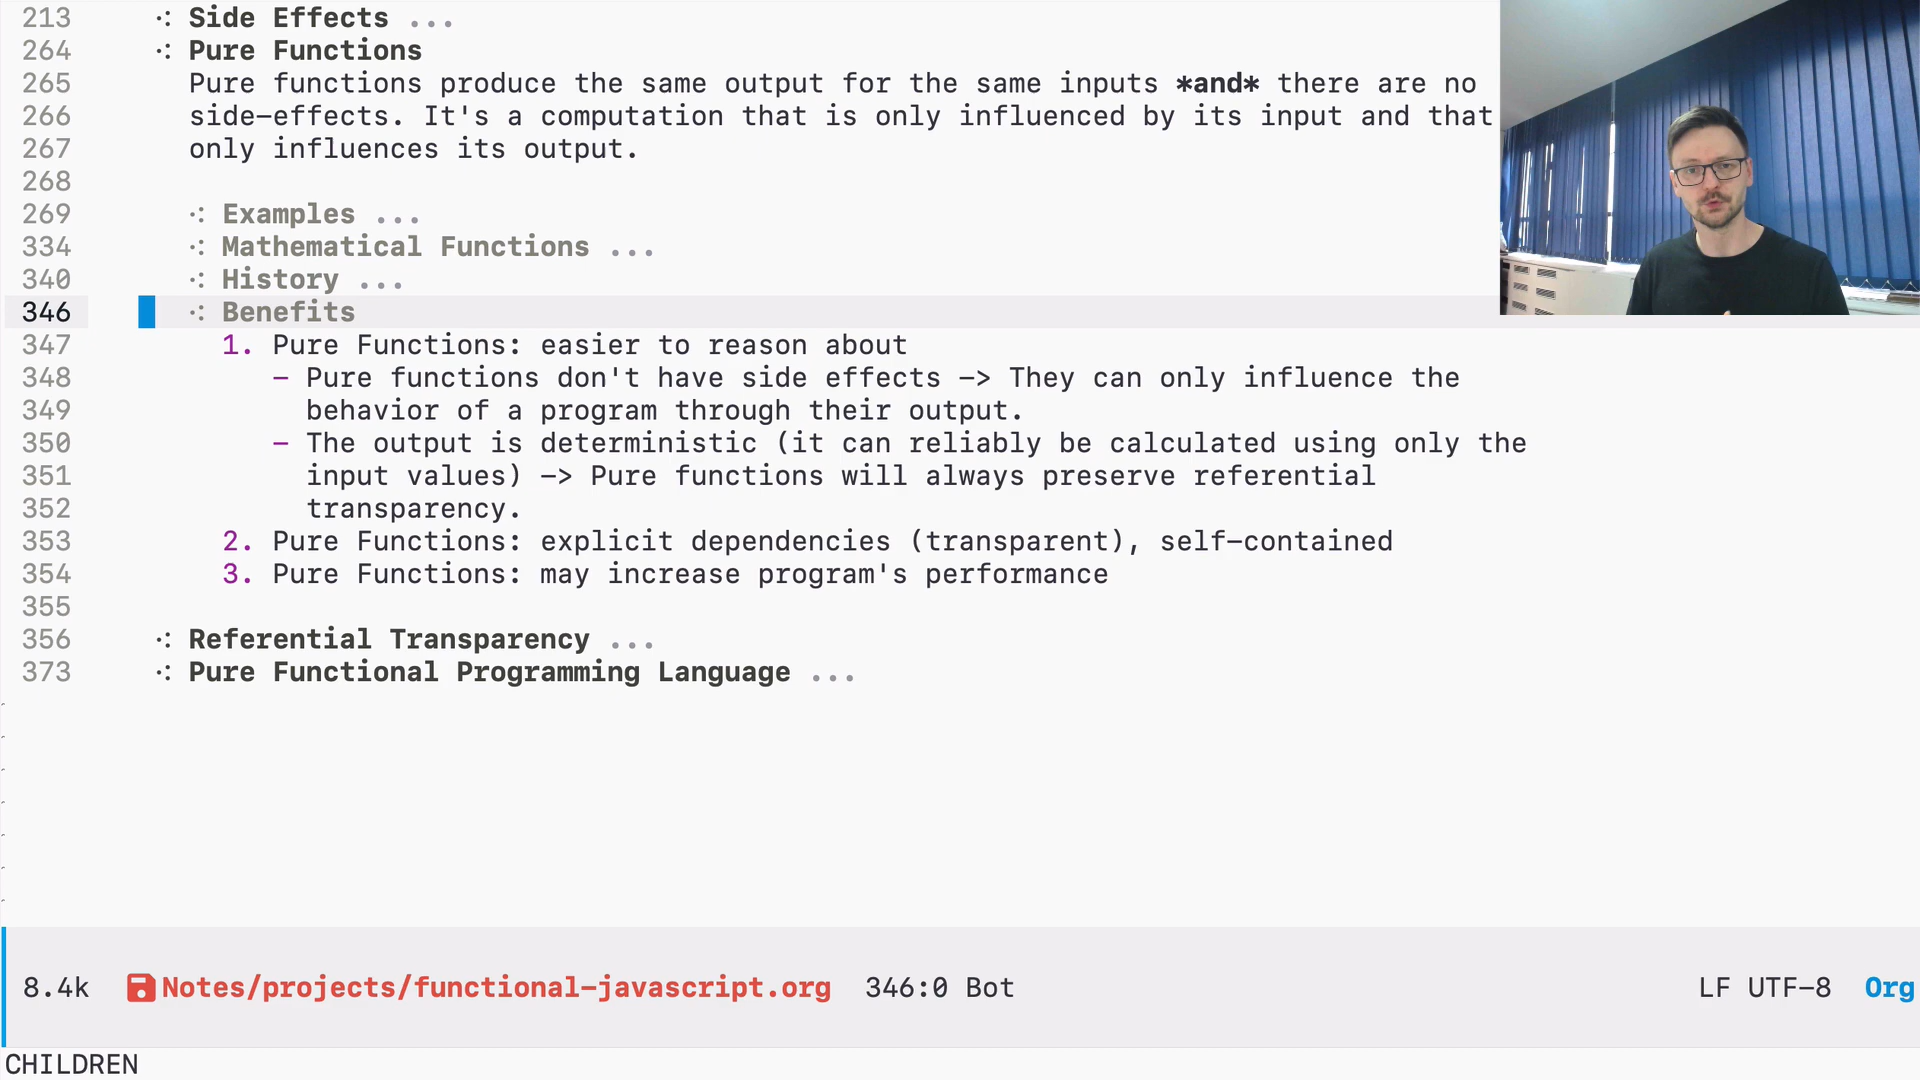 213 Side Effects ...
264 Pure Functions
265 Pure functions produce the same output for the same inputs *and* there are no
266 side-effects. It's a computation that is only influenced by its input and that
267 only influences its output.
268
269 Examples ...
334 Mathematical Functions ...
340 History ...
346 Benefits
347 1. Pure Functions: easier to reason about
348 - Pure functions don't have side effects -> They can only influence the
349 behavior of a program through their output.
350 - The output is deterministic (it can reliably be calculated using only the
351 input values) -> Pure functions will always preserve referential
352 transparency.
353 2. Pure Functions: explicit dependencies (transparent), self-contained
354 3. Pure Functions: may increase program's performance
355
356 Referential Transparency ...
373 Pure Functional Programming Language ...
8.4k Notes/projects/functional-javascript.org 346:0 Bot LF UTF-8 Org
CHILDREN